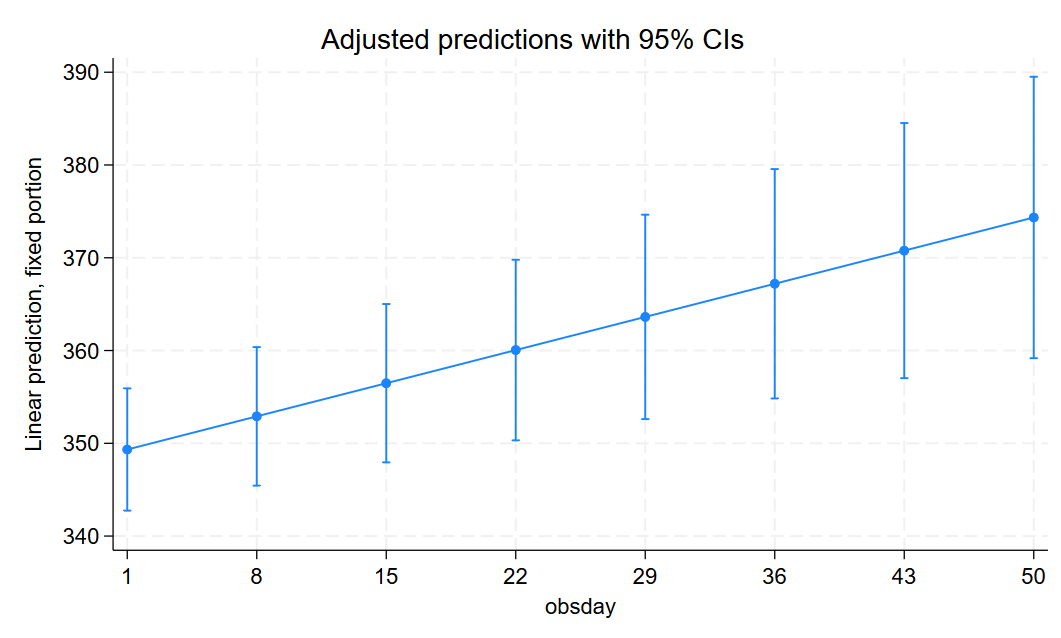 Adjusted predictions with 95% CIs
Linear prediction, fixed portion
390
380
370
360
350
340
1 8 15 22 29 36 43 50
obsday